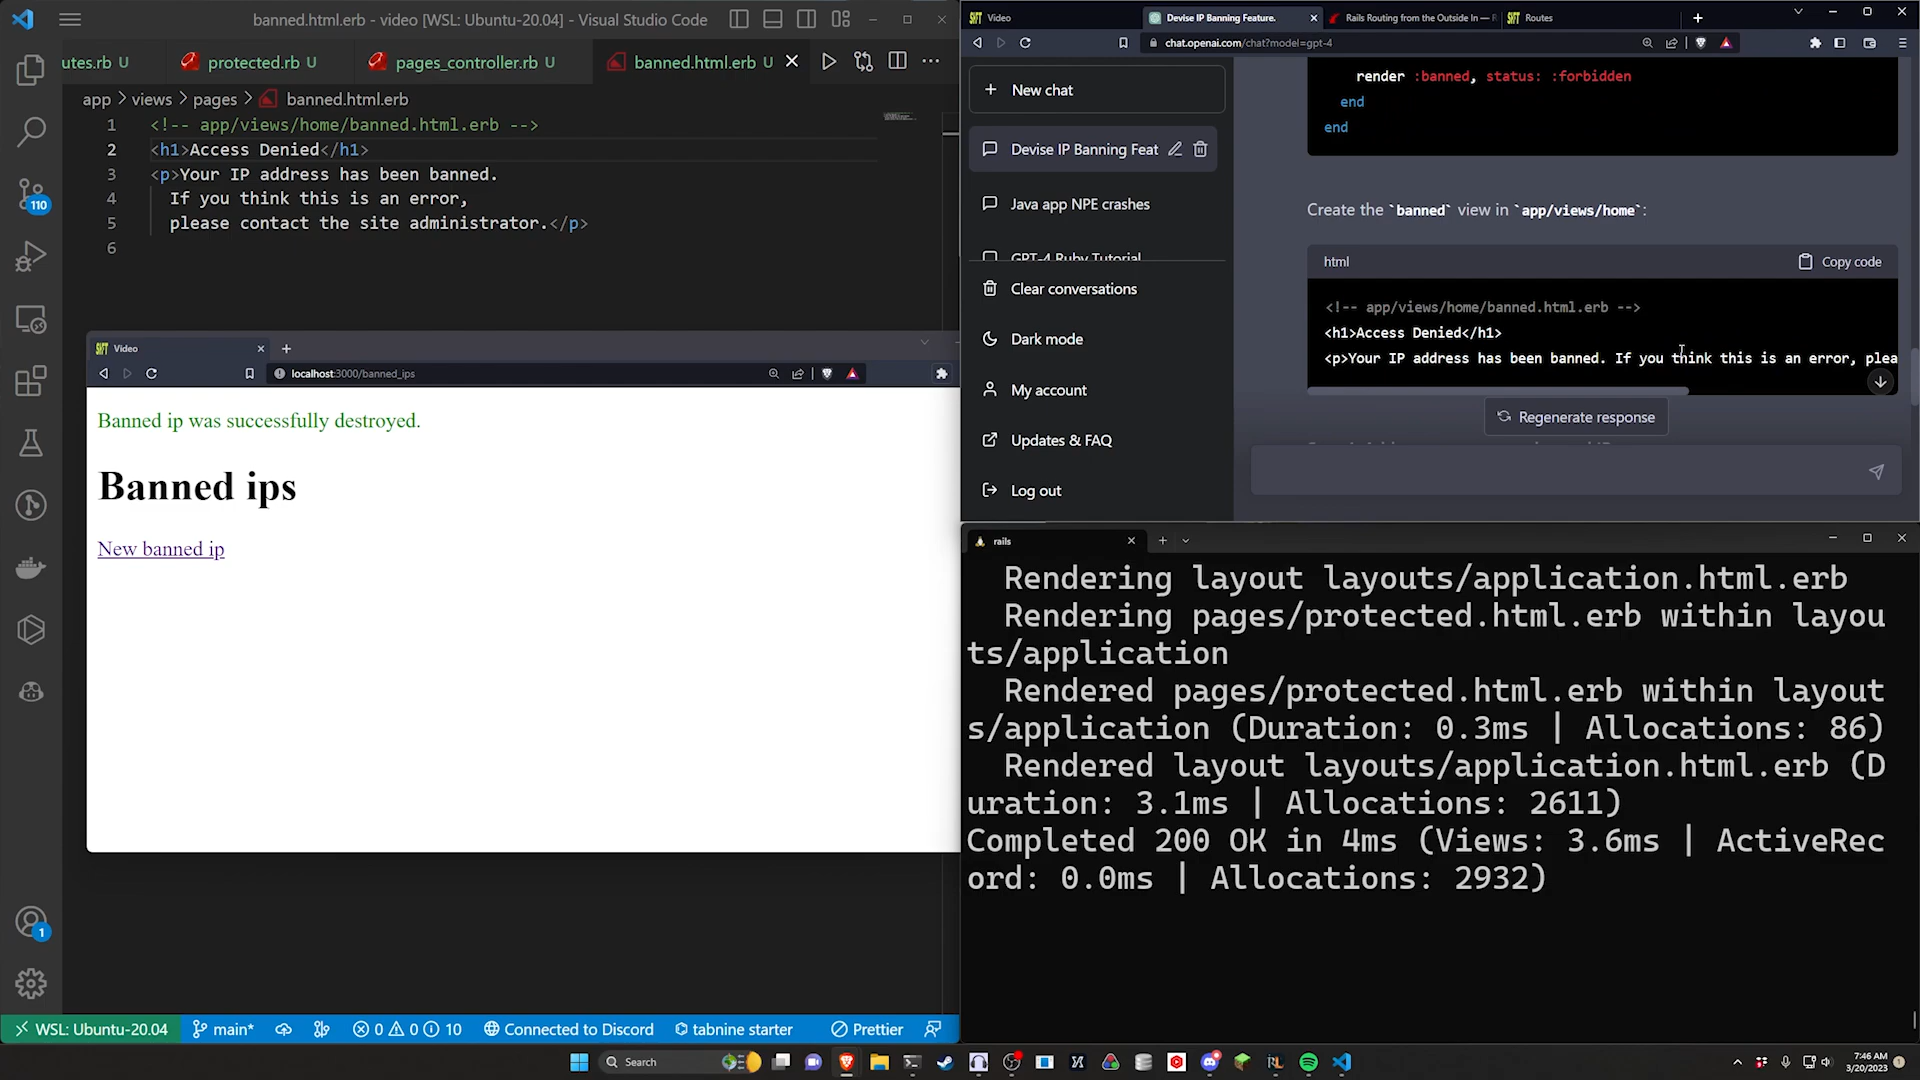 banned.html.erb - video [WSL: Ubuntu-20.04] - Visual Studio Code
utes.rb U
protected.rb U
pages_controller.rb U
banned.html.erb U
app > views > pages > banned.html.erb
1 <!-- app/views/home/banned.html.erb -->
2 <h1>Access Denied</h1>
3 <p>Your IP address has been banned.
4 If you think this is an error,
5 please contact the site administrator.</p>
6
110
Video
localhost:3000/banned_ips
Banned ip was successfully destroyed.
Banned ips
New banned ip
1
WSL: Ubuntu-20.04
main*
0 0 10
Connected to Discord
tabnine starter
Prettier
Video
Devise IP Banning Feature.
Rails Routing from the Outside In — R
Routes
chat.openai.com/chat?model=gpt-4
New chat
Devise IP Banning Feat
Java app NPE crashes
GPT-4 Ruby Tutorial
Clear conversations
Dark mode
My account
Updates & FAQ
Log out
render :banned, status: :forbidden
end
end
Create the `banned` view in `app/views/home`:
html
Copy code
<!-- app/views/home/banned.html.erb -->
<h1>Access Denied</h1>
<p>Your IP address has been banned. If you think this is an error, plea
Regenerate response
rails
Rendering layout layouts/application.html.erb
Rendering pages/protected.html.erb within layou
ts/application
Rendered pages/protected.html.erb within layout
s/application (Duration: 0.3ms | Allocations: 86)
Rendered layout layouts/application.html.erb (D
uration: 3.1ms | Allocations: 2611)
Completed 200 OK in 4ms (Views: 3.6ms | ActiveRec
ord: 0.0ms | Allocations: 2932)
Search
7:46 AM
3/20/2023